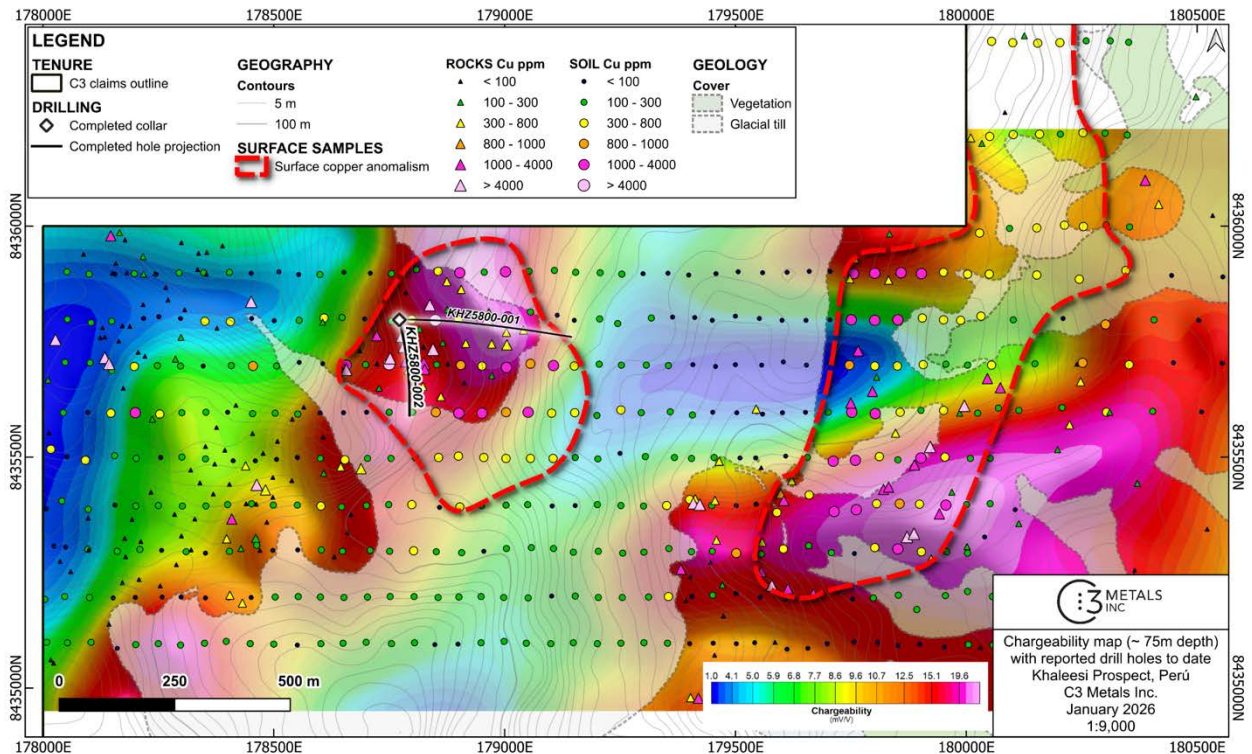 178000E 178500E 179000E 179500E 180000E 180500E
LEGEND
TENURE
C3 claims outline
DRILLING
Completed collar
Completed hole projection
GEOGRAPHY
Contours
5 m
100 m
SURFACE SAMPLES
Surface copper anomalism
ROCKS Cu ppm
< 100
100 - 300
300 - 800
800 - 1000
1000 - 4000
> 4000
SOIL Cu ppm
< 100
100 - 300
300 - 800
800 - 1000
1000 - 4000
> 4000
GEOLOGY
Cover
Vegetation
Glacial till
8436000N
8436000N
KHZ5800-001
KHZ5800-002
8435500N
8435500N
8435000N
8435000N
0 250 500 m
1.0 4.1 5.0 5.9 6.8 7.7 8.6 9.6 10.7 12.5 15.1 19.6
Chargeability
(mV/V)
C3 METALS
INC
Chargeability map (~ 75m depth)
with reported drill holes to date
Khaleesi Prospect, Perú
C3 Metals Inc.
January 2026
1:9,000
178000E 178500E 179000E 179500E 180000E 180500E